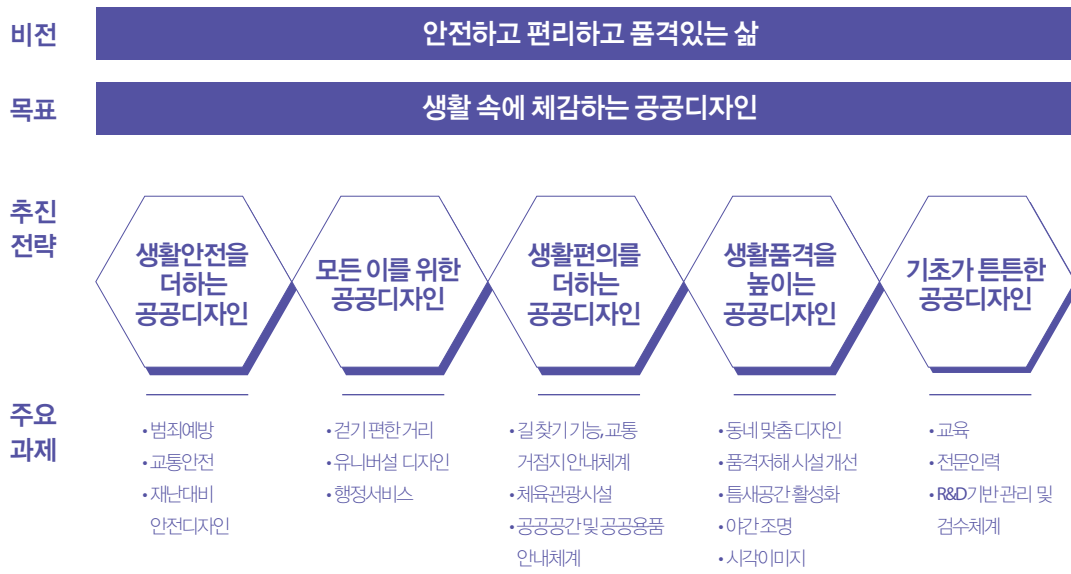 비전
안전하고 편리하고 품격있는 삶
목표
생활 속에 체감하는 공공디자인
추진
전략
생활안전을
더하는
공공디자인
모든 이를 위한
공공디자인
생활편의를
더하는
공공디자인
생활품격을
높이는
공공디자인
기초가 튼튼한
공공디자인
주요
과제
• 범죄예방
• 교통안전
• 재난대비
안전디자인
• 걷기 편한 거리
• 유니버설 디자인
• 행정서비스
• 길 찾기 기능, 교통
거점지 안내체계
• 체육관광시설
• 공공공간 및 공공용품
안내체계
• 동네 맞춤 디자인
• 품격저해 시설 개선
• 틈새공간 활성화
• 야간 조명
• 시각이미지
• 교육
• 전문인력
• R&D기반 관리 및
검수체계